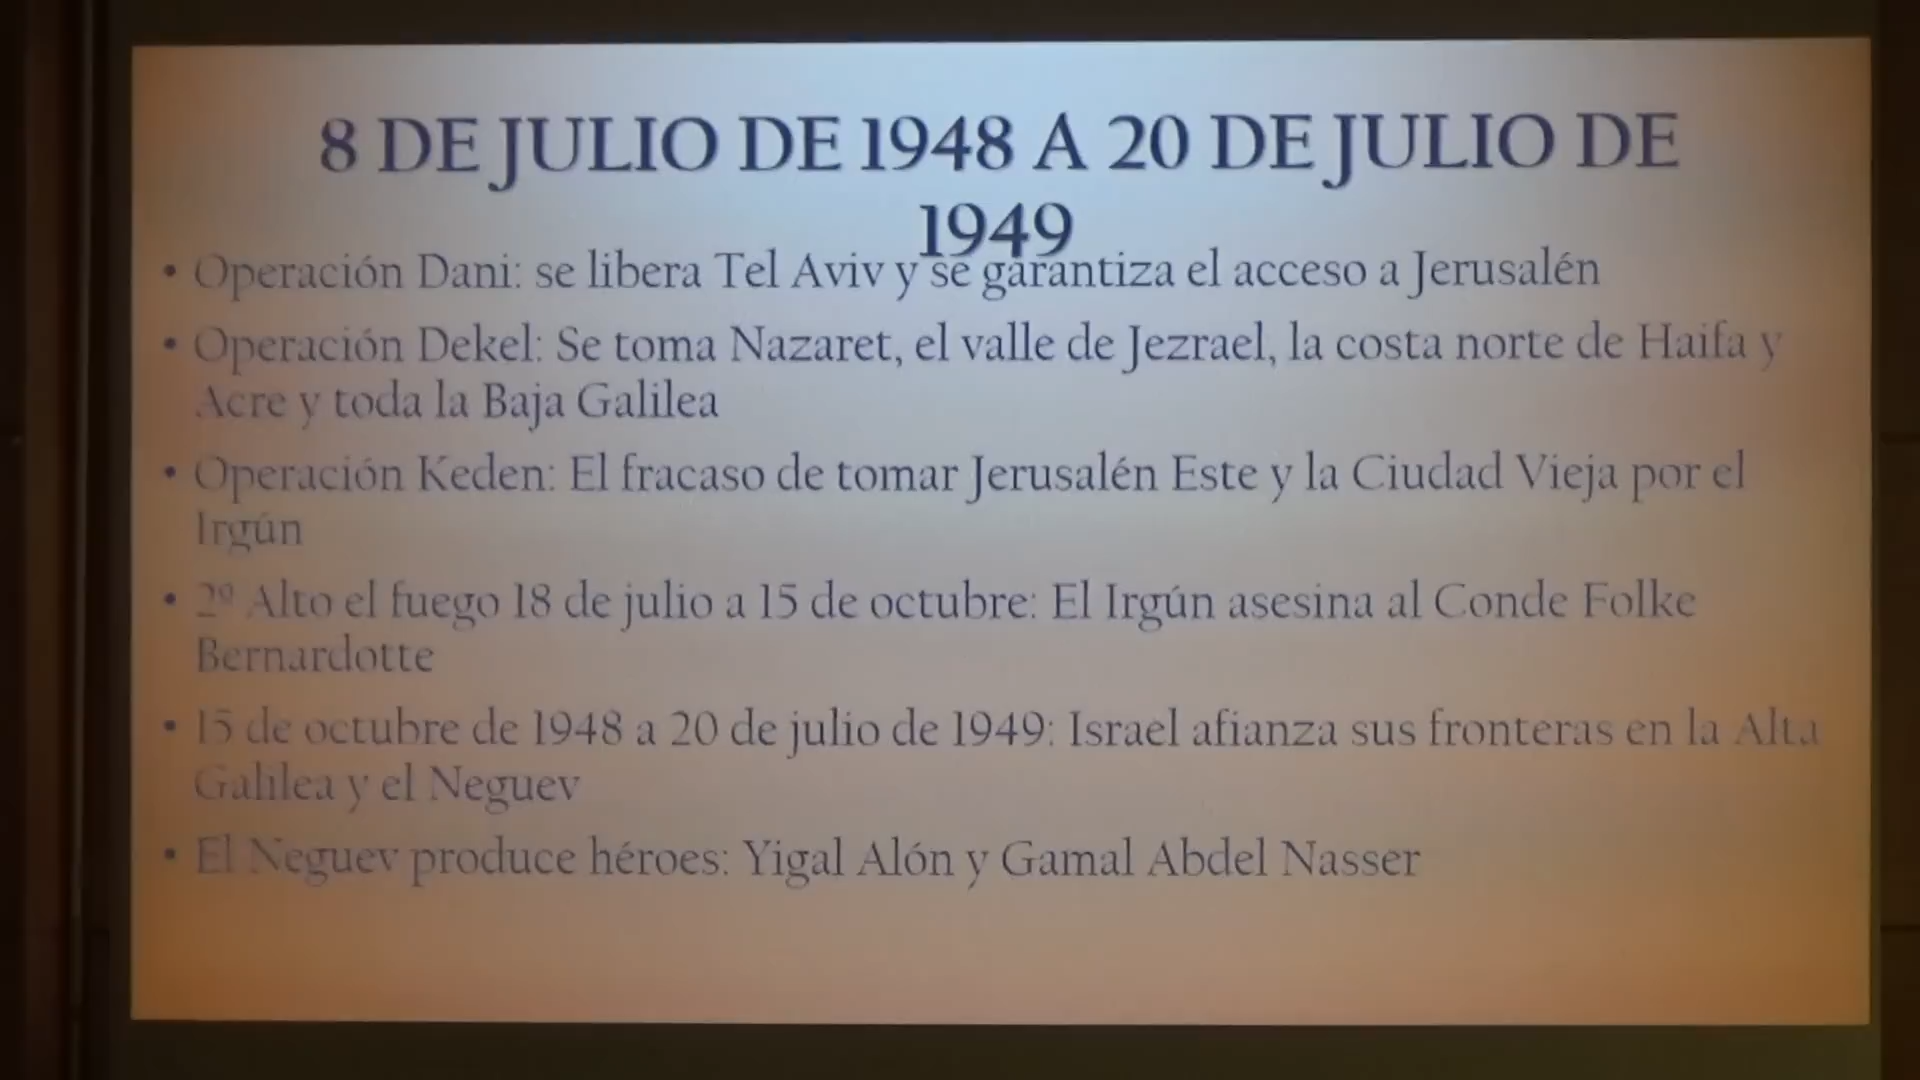 8 DE JULIO DE 1948 A 20 DE JULIO DE
1949
• Operación Dani: se libera Tel Aviv y se garantiza el acceso a Jerusalén
• Operación Dekel: Se toma Nazaret, el valle de Jezrael, la costa norte de Haifa y
Acre y toda la Baja Galilea
• Operación Keden: El fracaso de tomar Jerusalén Este y la Ciudad Vieja por el
Irgún
• 2º Alto el fuego 18 de julio a 15 de octubre: El Irgún asesina al Conde Folke
Bernardotte
• 15 de octubre de 1948 a 20 de julio de 1949: Israel afianza sus fronteras en la Alta
Galilea y el Neguev
• El Neguev produce héroes: Yigal Alón y Gamal Abdel Nasser